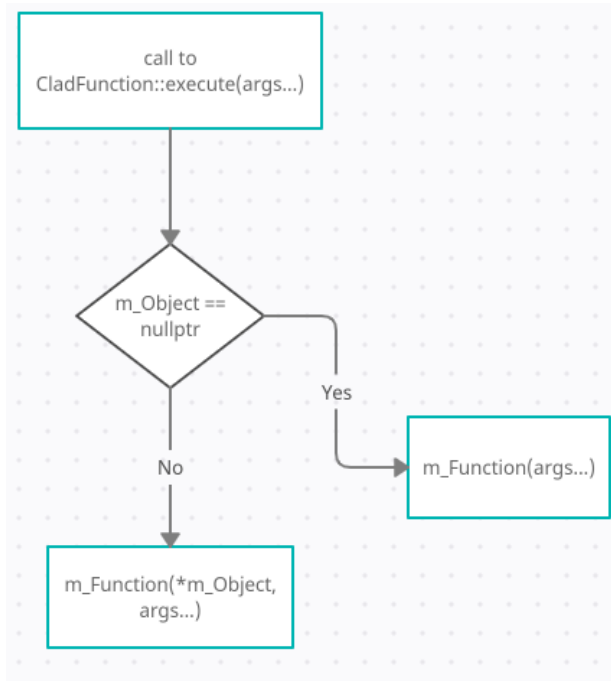 call to
CladFunction::execute(args...)
m_Object ==
nullptr
Yes
m_Function(args...)
No
m_Function(*m_Object,
args...)